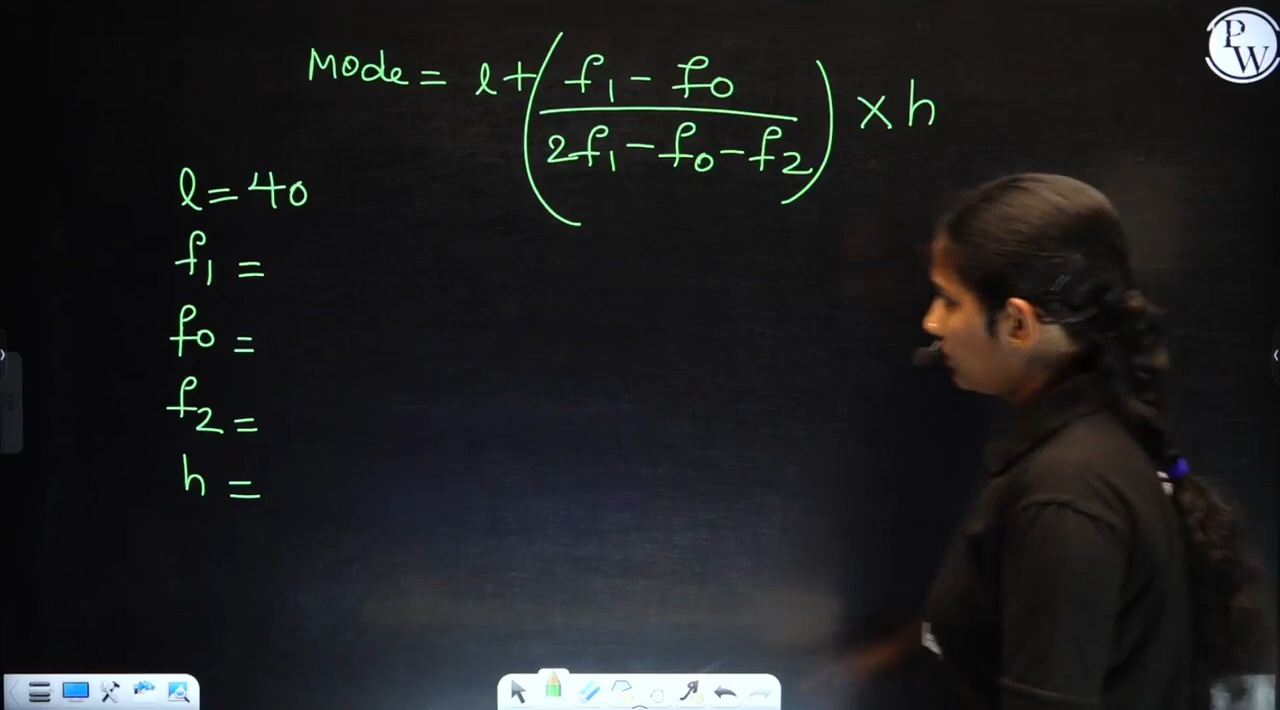 Mode = l + ( f₁ - f₀ / 2f₁ - f₀ - f₂ ) × h
l = 40
f₁ =
f₀ =
f₂ =
h =
PW